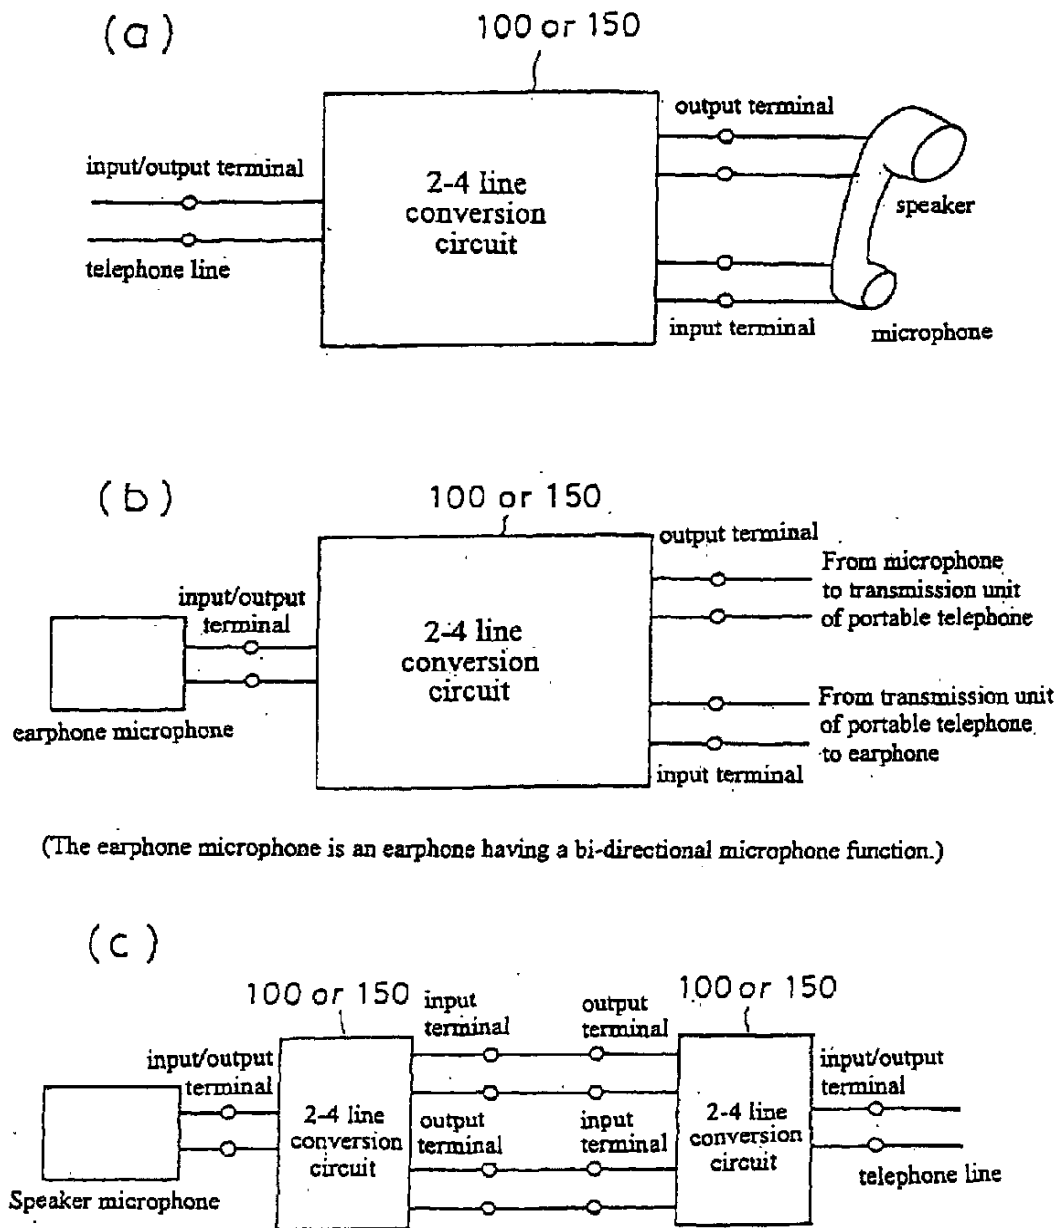 (a)
100 or 150
output terminal
input/output terminal
2-4 line
conversion
circuit
speaker
telephone line
input terminal
microphone
(b)
100 or 150
output terminal
From microphone
to transmission unit
of portable telephone
input/output
terminal
2-4 line
conversion
circuit
From transmission unit
of portable telephone
to earphone
earphone microphone
input terminal
(The earphone microphone is an earphone having a bi-directional microphone function.)
(c)
100 or 150
input
terminal
output
terminal
100 or 150
input/output
terminal
input/output
terminal
2-4 line
conversion
circuit
output
terminal
input
terminal
2-4 line
conversion
circuit
telephone line
Speaker microphone